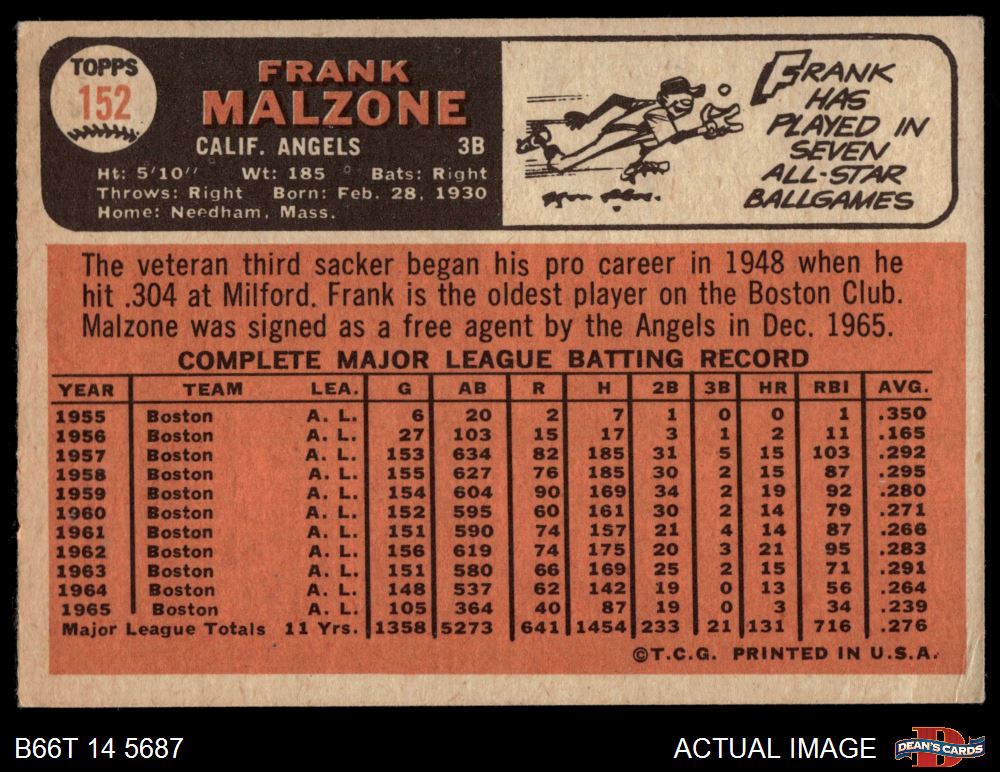 TOPPS
152
FRANK
MALZONE
CALIF. ANGELS 3B
Ht: 5'10" Wt: 185 Bats: Right
Throws: Right Born: Feb. 28, 1930
Home: Needham, Mass.
FRANK
HAS
PLAYED IN
SEVEN
ALL-STAR
BALLGAMES
The veteran third sacker began his pro career in 1948 when he
hit .304 at Milford. Frank is the oldest player on the Boston Club.
Malzone was signed as a free agent by the Angels in Dec. 1965.
COMPLETE MAJOR LEAGUE BATTING RECORD
YEAR TEAM LEA. G AB R H 2B 3B HR RBI AVG.
1955 Boston A. L. 6 20 2 7 1 0 0 1 .350
1956 Boston A. L. 27 103 15 17 3 1 2 11 .165
1957 Boston A. L. 153 634 82 185 31 5 15 103 .292
1958 Boston A. L. 155 627 76 185 30 2 15 87 .295
1959 Boston A. L. 154 604 90 169 34 2 19 92 .280
1960 Boston A. L. 152 595 60 161 30 2 14 79 .271
1961 Boston A. L. 151 590 74 157 21 4 14 87 .266
1962 Boston A. L. 156 619 74 175 20 3 21 95 .283
1963 Boston A. L. 151 580 66 169 25 2 15 71 .291
1964 Boston A. L. 148 537 62 142 19 0 13 56 .264
1965 Boston A. L. 105 364 40 87 19 0 3 34 .239
Major League Totals 11 Yrs. 1358 5273 641 1454 233 21 131 716 .276
©T.C.G. PRINTED IN U.S.A.
B66T 14 5687 ACTUAL IMAGE DEAN'S CARDS